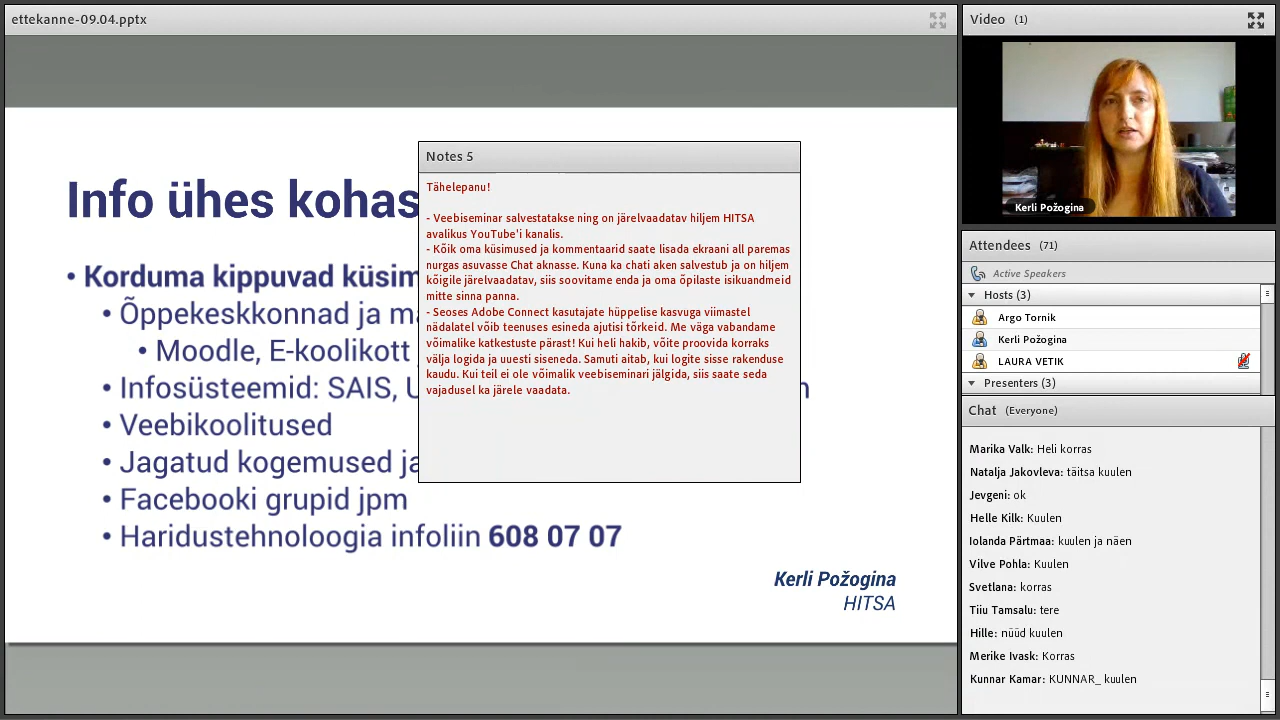 ettekanne-09.04.pptx
Info ühes kohas
• Korduma kippuvad
• Õppekeskkonnad ja
• Moodle, E-koolikott
• Infosüsteemid: SAIS,
• Veebikoolitused
• Jagatud kogemused
• Facebooki grupid jpm
• Haridustehnoloogia infoliin 608 07 07
Kerli Požogina
HITSA
Notes 5
Tähelepanu!
- Veebiseminar salvestatakse ning on järelvaadatav hiljem HITSA
avalikus YouTube'i kanalis.
- Kõik oma küsimused ja kommentaarid saate lisada ekraani all paremas
nurgas asuvasse Chat aknasse. Kuna ka chati aken salvestub ja on hiljem
kõigile järelvaadatav, siis soovitame enda ja oma õpilaste isikuandmeid
mitte sinna panna.
- Seoses Adobe Connect kasutajate hüppelise kasvuga viimastel
nädalatel võib teenuses esineda ajutisi tõrkeid. Me väga vabandame
võimalike katkestuste pärast! Kui heli hakib, võite proovida korraks
välja logida ja uuesti siseneda. Samuti aitab, kui logite sisse rakenduse
kaudu. Kui teil ei ole võimalik veebiseminari jälgida, siis saate seda
vajadusel ka järele vaadata.
Video (1)
Kerli Požogina
Attendees (71)
Active Speakers
Hosts (3)
Argo Tornik
Kerli Požogina
LAURA VETIK
Presenters (3)
Chat (Everyone)
Marika Valk: Heli korras
Natalja Jakovleva: täitsa kuulen
Jevgeni: ok
Helle Kilk: Kuulen
Iolanda Pärtmaa: kuulen ja näen
Vilve Pohla: Kuulen
Svetlana: korras
Tiiu Tamsalu: tere
Hille: nüüd kuulen
Merike Ivask: Korras
Kunnar Kamar: KUNNAR_ kuulen